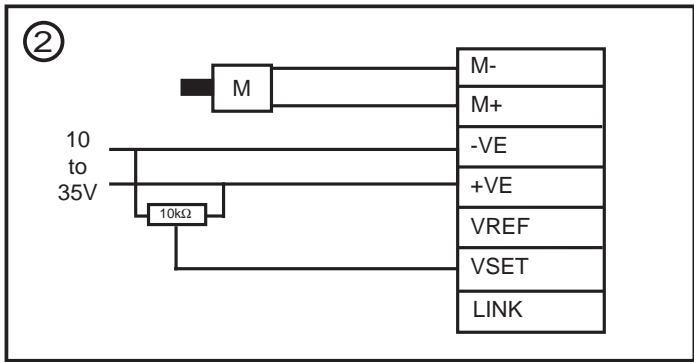 2
M
10
to
35V
10kΩ
M-
M+
-VE
+VE
VREF
VSET
LINK